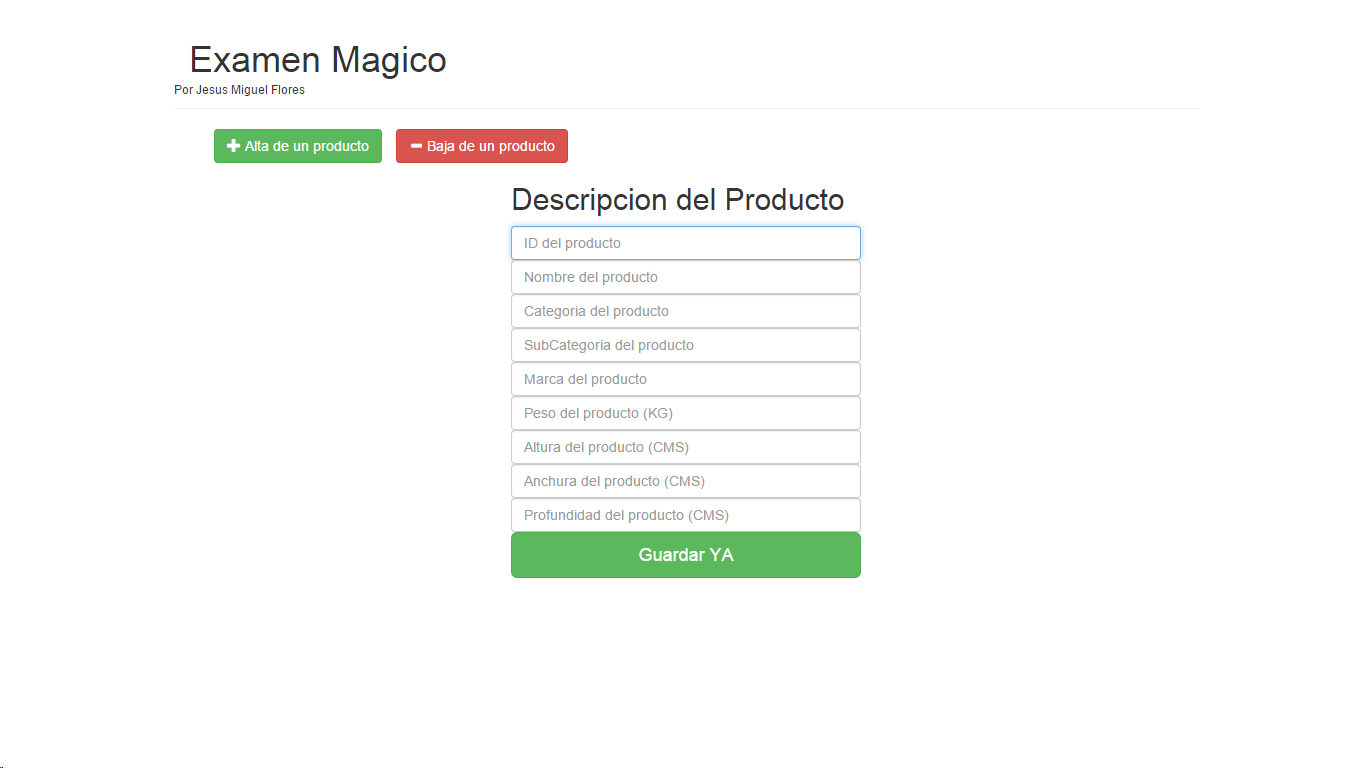 Examen Magico
Por Jesus Miguel Flores
Alta de un producto Baja de un producto
Descripcion del Producto
ID del producto
Nombre del producto
Categoria del producto
SubCategoria del producto
Marca del producto
Peso del producto (KG)
Altura del producto (CMS)
Anchura del producto (CMS)
Profundidad del producto (CMS)
Guardar YA